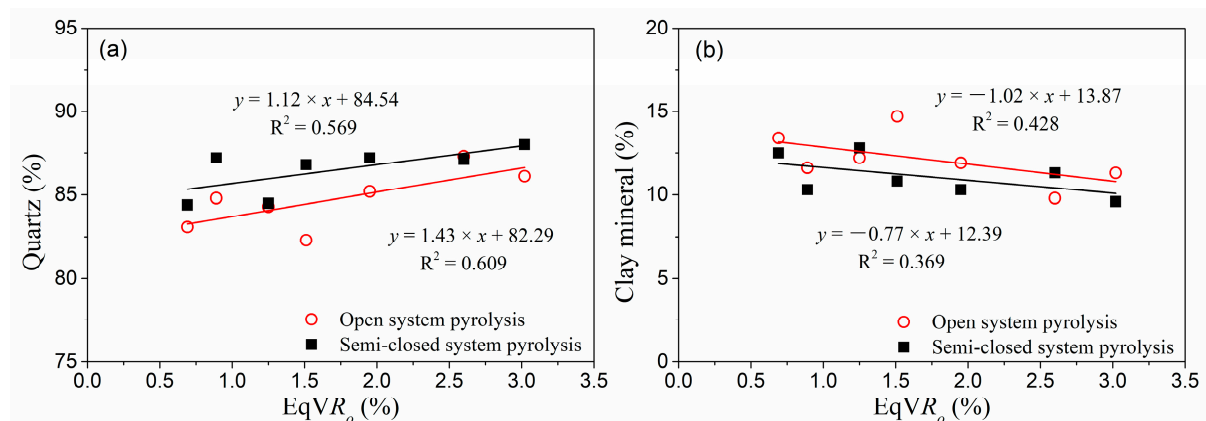 (a)
95
90
85
80
75
Quartz (%)
y = 1.12 × x + 84.54
R² = 0.569
y = 1.43 × x + 82.29
R² = 0.609
Open system pyrolysis
Semi-closed system pyrolysis
0.0 0.5 1.0 1.5 2.0 2.5 3.0 3.5
EqVRₒ (%)
(b)
20
15
10
5
0
Clay mineral (%)
y = −1.02 × x + 13.87
R² = 0.428
y = −0.77 × x + 12.39
R² = 0.369
Open system pyrolysis
Semi-closed system pyrolysis
0.0 0.5 1.0 1.5 2.0 2.5 3.0 3.5
EqVRₒ (%)